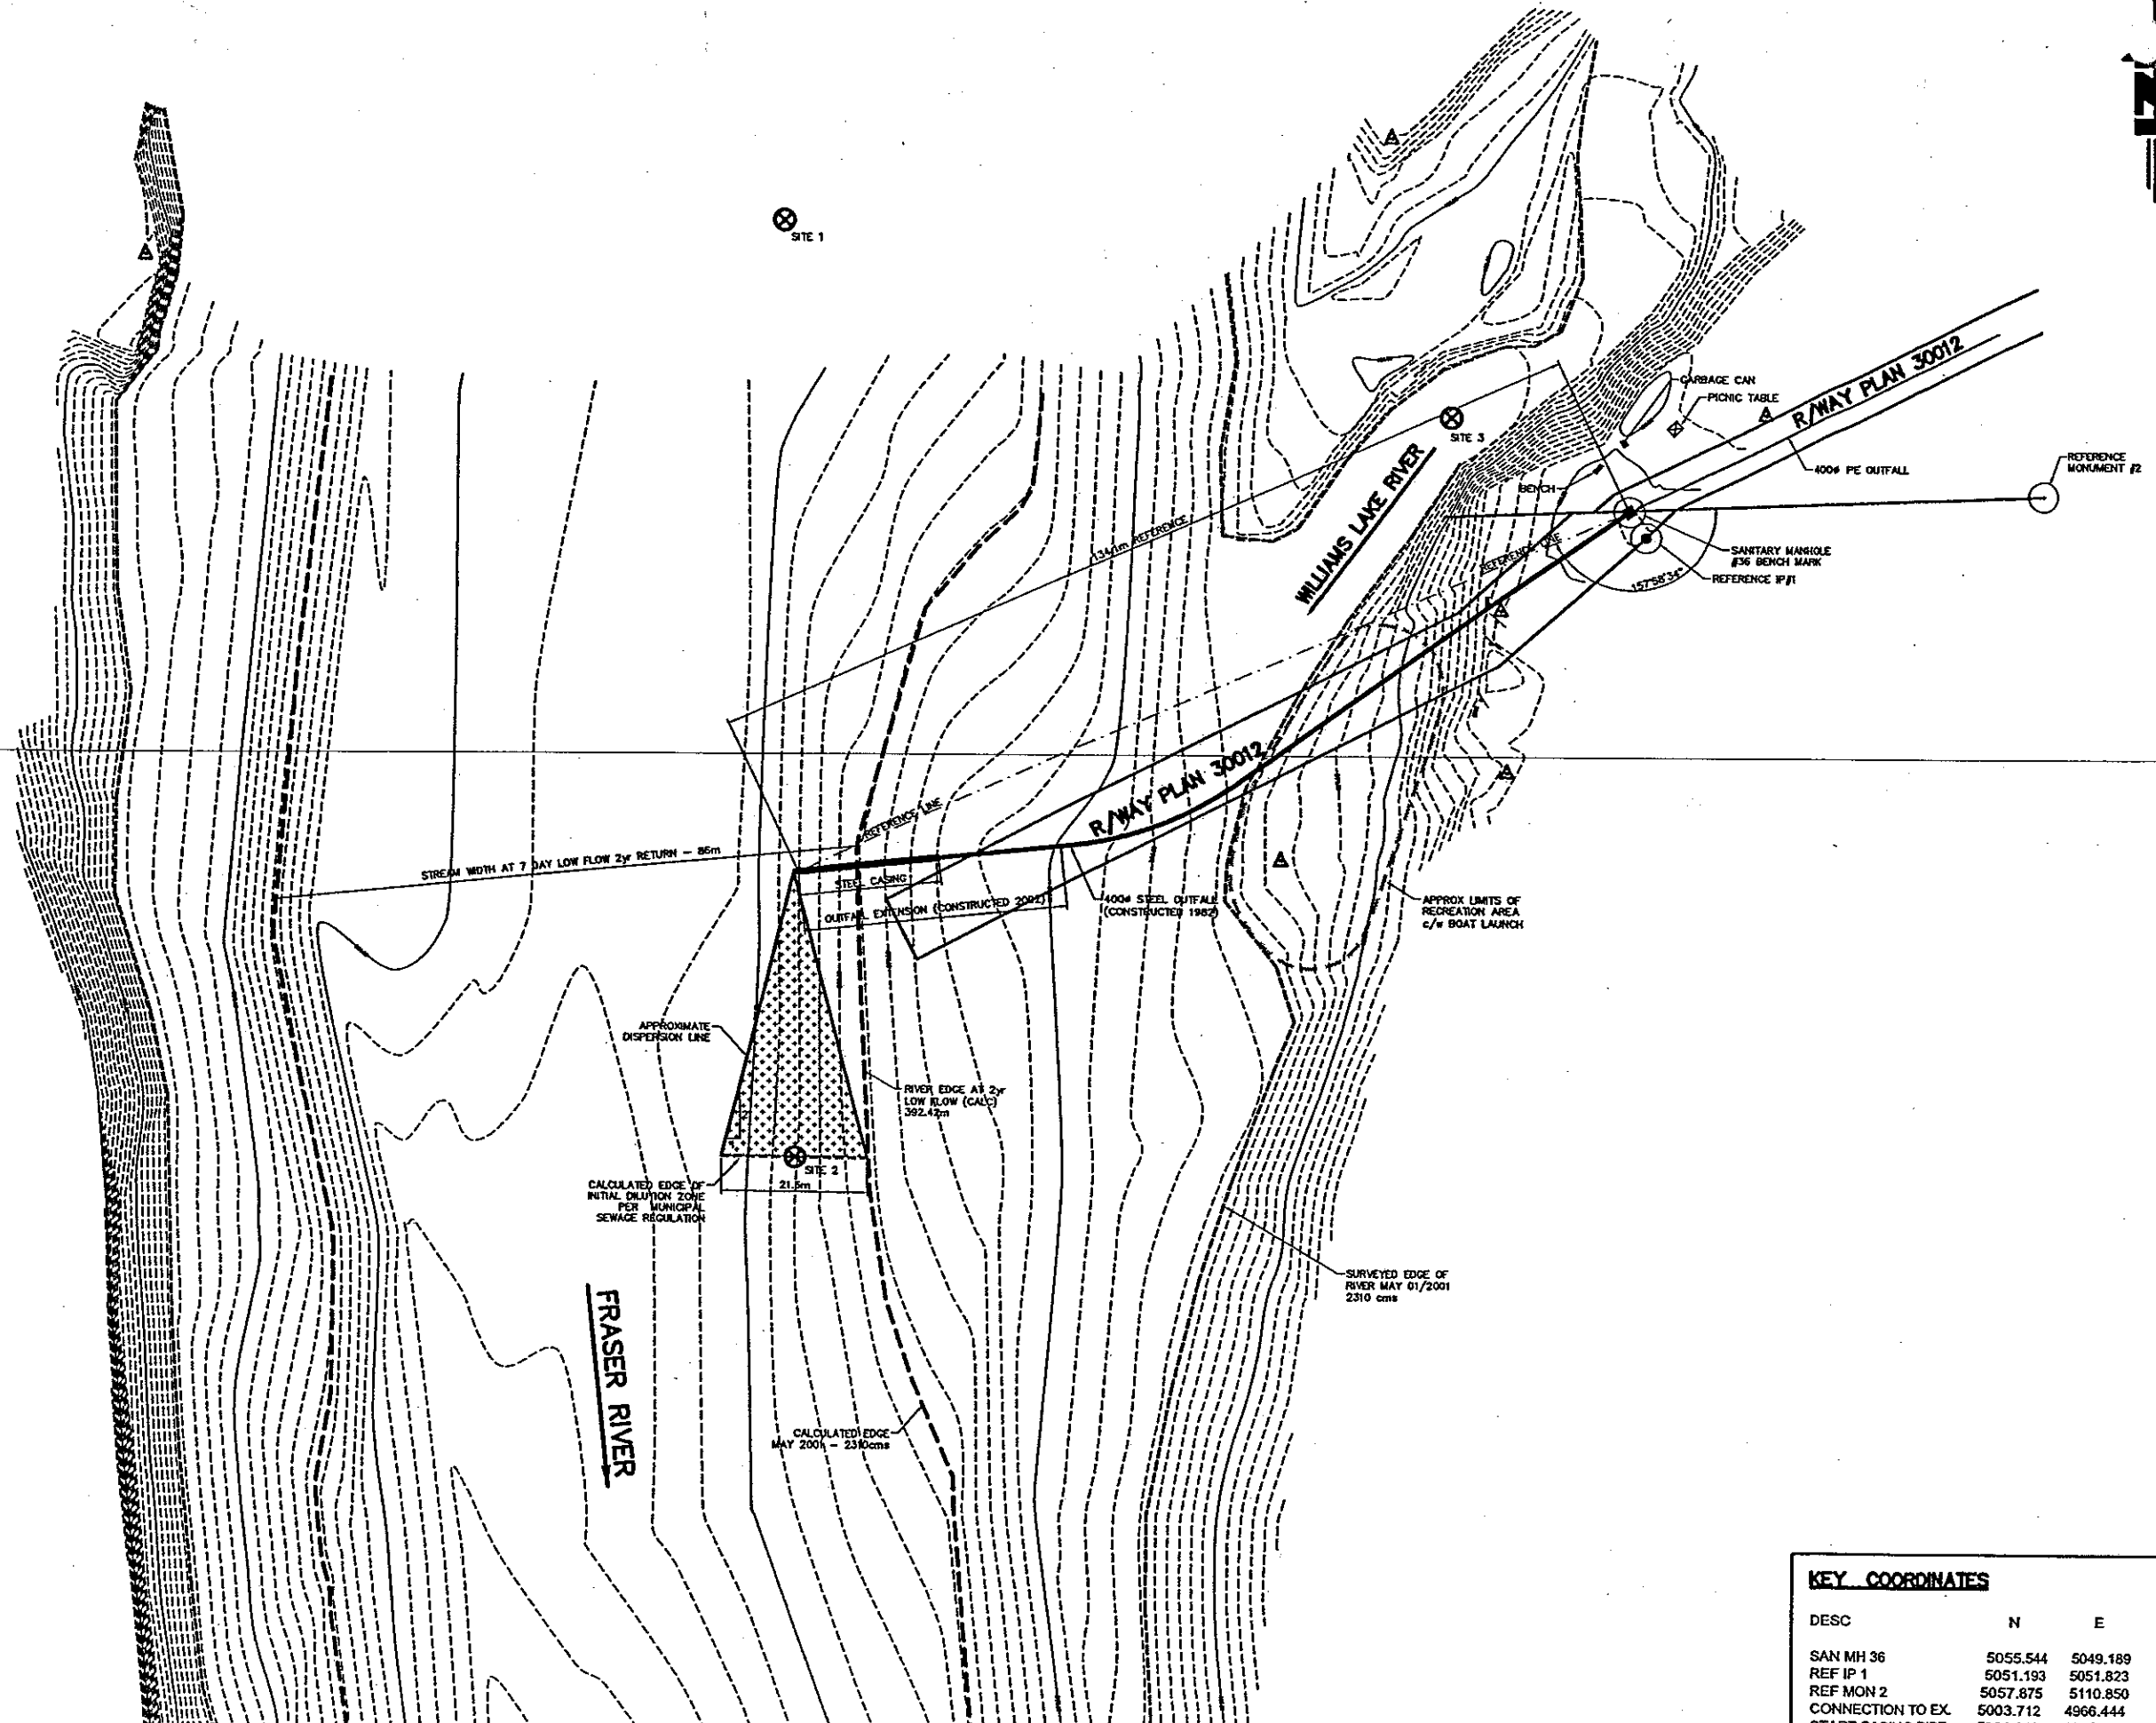 SITE 1
GARBAGE CAN
PICNIC TABLE
R/WAY PLAN 30012
SITE 3
400ø PE OUTFALL
REFERENCE
MONUMENT #2
BENCH
WILLIAMS LAKE RIVER
REFERENCE
REFERENCE LINE
SANITARY MANHOLE
#36 BENCH MARK
REFERENCE IP#1
157°58'34"
R/WAY PLAN 30012
REFERENCE LINE
STREAM WIDTH AT 7 DAY LOW FLOW 2yr RETURN - 86m
STEEL CASING
OUTFALL EXTENSION (CONSTRUCTED 2002)
400ø STEEL OUTFALL
(CONSTRUCTED 1982)
APPROX LIMITS OF
RECREATION AREA
c/w BOAT LAUNCH
APPROXIMATE
DISPERSION LINE
RIVER EDGE AT 2yr
LOW FLOW (CALC)
392.42m
2
SITE 2
21.5m
CALCULATED EDGE OF
INITIAL DILUTION ZONE
PER MUNICIPAL
SEWAGE REGULATION
SURVEYED EDGE OF
RIVER MAY 01/2001
2310 cms
FRASER RIVER
CALCULATED EDGE
MAY 2001 - 2310cms
KEY COORDINATES
DESC N E
SAN MH 36 5055.544 5049.189
REF IP 1 5051.193 5051.823
REF MON 2 5057.875 5110.850
CONNECTION TO EX. 5003.712 4966.444